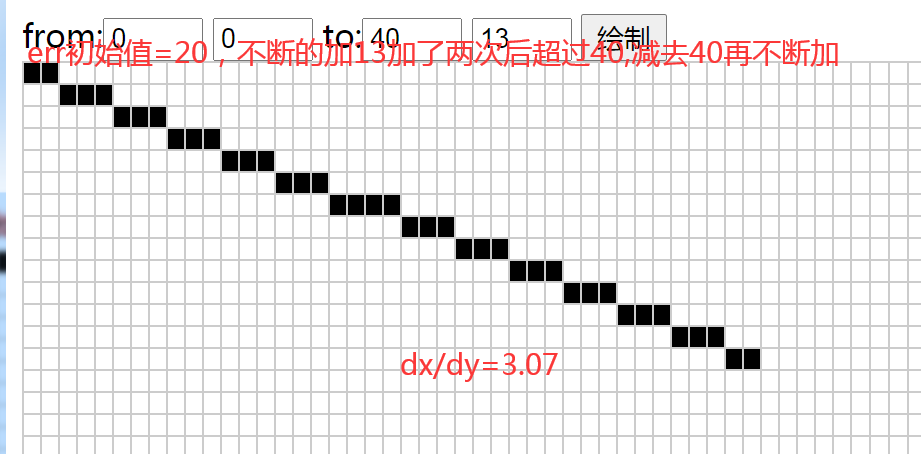 from: 0 0 to: 40 13 绘制
err初始值=20，不断的加13加了两次后超过40,减去40再不断加
dx/dy=3.07